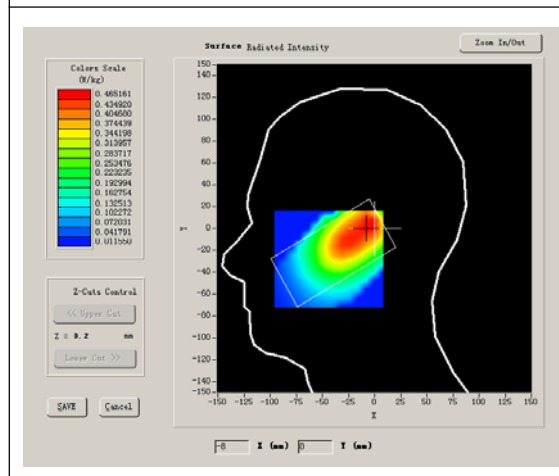 Surface Radiated Intensity
Zoom In/Out
Colors Scale
(W/kg)
0.465161
0.434920
0.404680
0.374439
0.344198
0.313957
0.283717
0.253476
0.223235
0.192994
0.162754
0.132513
0.102272
0.072031
0.041791
0.011550
Z-Cuts Control
<< Upper Cut
Z = 0.2 mm
Lower Cut >>
SAVE Cancel
150
120
100
80
60
40
20
0
-20
-40
-60
-80
-100
-120
-140
-150
Y
-150 -125 -100 -75 -50 -25 0 25 50 75 100 125 150
X
-8 X (mm) 0 Y (mm)